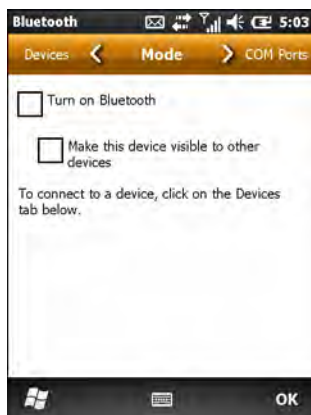 Bluetooth 5:03
Devices Mode COM Ports
Turn on Bluetooth
Make this device visible to other
devices
To connect to a device, click on the Devices
tab below.
OK